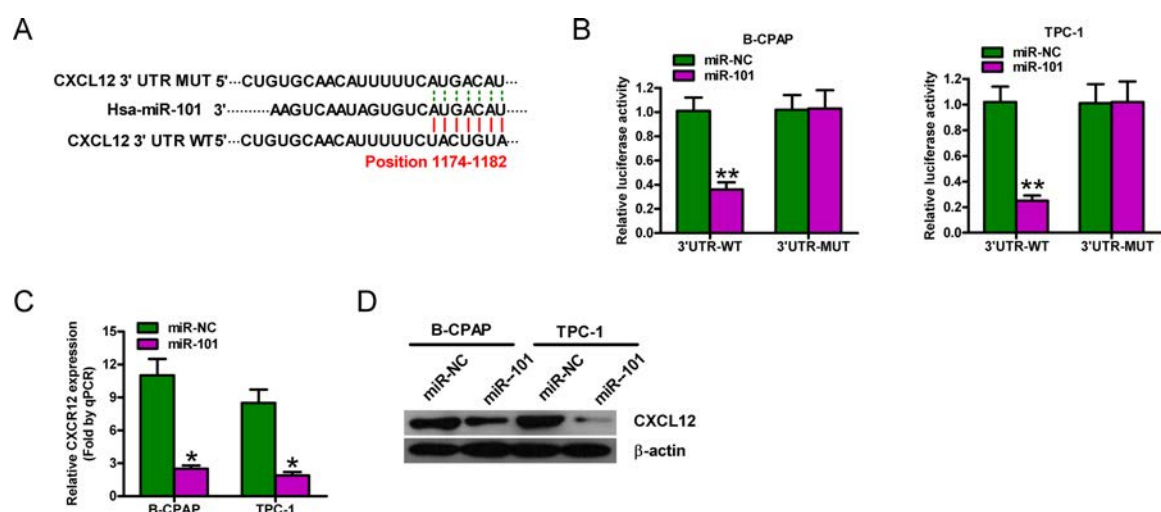 A
CXCL12 3' UTR MUT 5'····CUGUGCAACAUUUUUCAUGACAU···
Hsa-miR-101 3' ·········AAGUCAAUAGUGUCAUGACAU···
CXCL12 3' UTR WT5'····CUGUGCAACAUUUUUCUACUGUA···
Position 1174-1182
B
B-CPAP
miR-NC
miR-101
Relative luciferase activity
1.2
1.0
0.8
0.6
0.4
0.2
0.0
**
3'UTR-WT 3'UTR-MUT
TPC-1
miR-NC
miR-101
Relative luciferase activity
1.2
1.0
0.8
0.6
0.4
0.2
0.0
**
3'UTR-WT 3'UTR-MUT
C
miR-NC
miR-101
Relative CXCR12 expression
(Fold by qPCR)
15
12
9
6
3
0
* *
B-CPAP TPC-1
D
B-CPAP TPC-1
miR-NC miR--101 miR-NC miR--101
CXCL12
β-actin